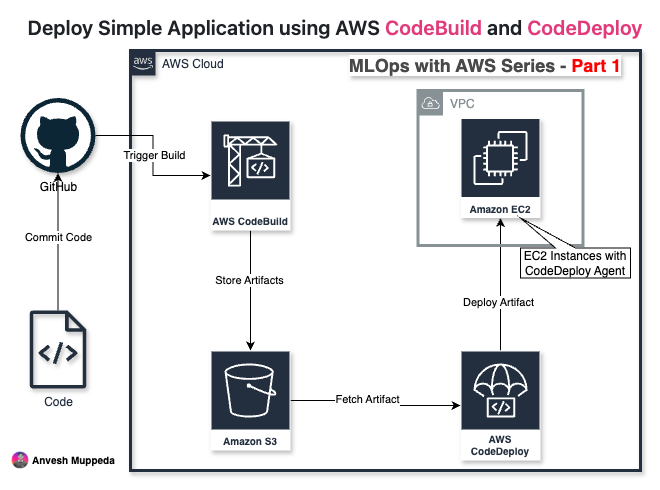 Deploy Simple Application using AWS CodeBuild and CodeDeploy
aws
AWS Cloud
MLOps with AWS Series - Part 1
VPC
GitHub
Trigger Build
AWS CodeBuild
Amazon EC2
Commit Code
EC2 Instances with
CodeDeploy Agent
Store Artifacts
Deploy Artifact
</>
Code
Amazon S3
Fetch Artifact
AWS
CodeDeploy
Anvesh Muppeda